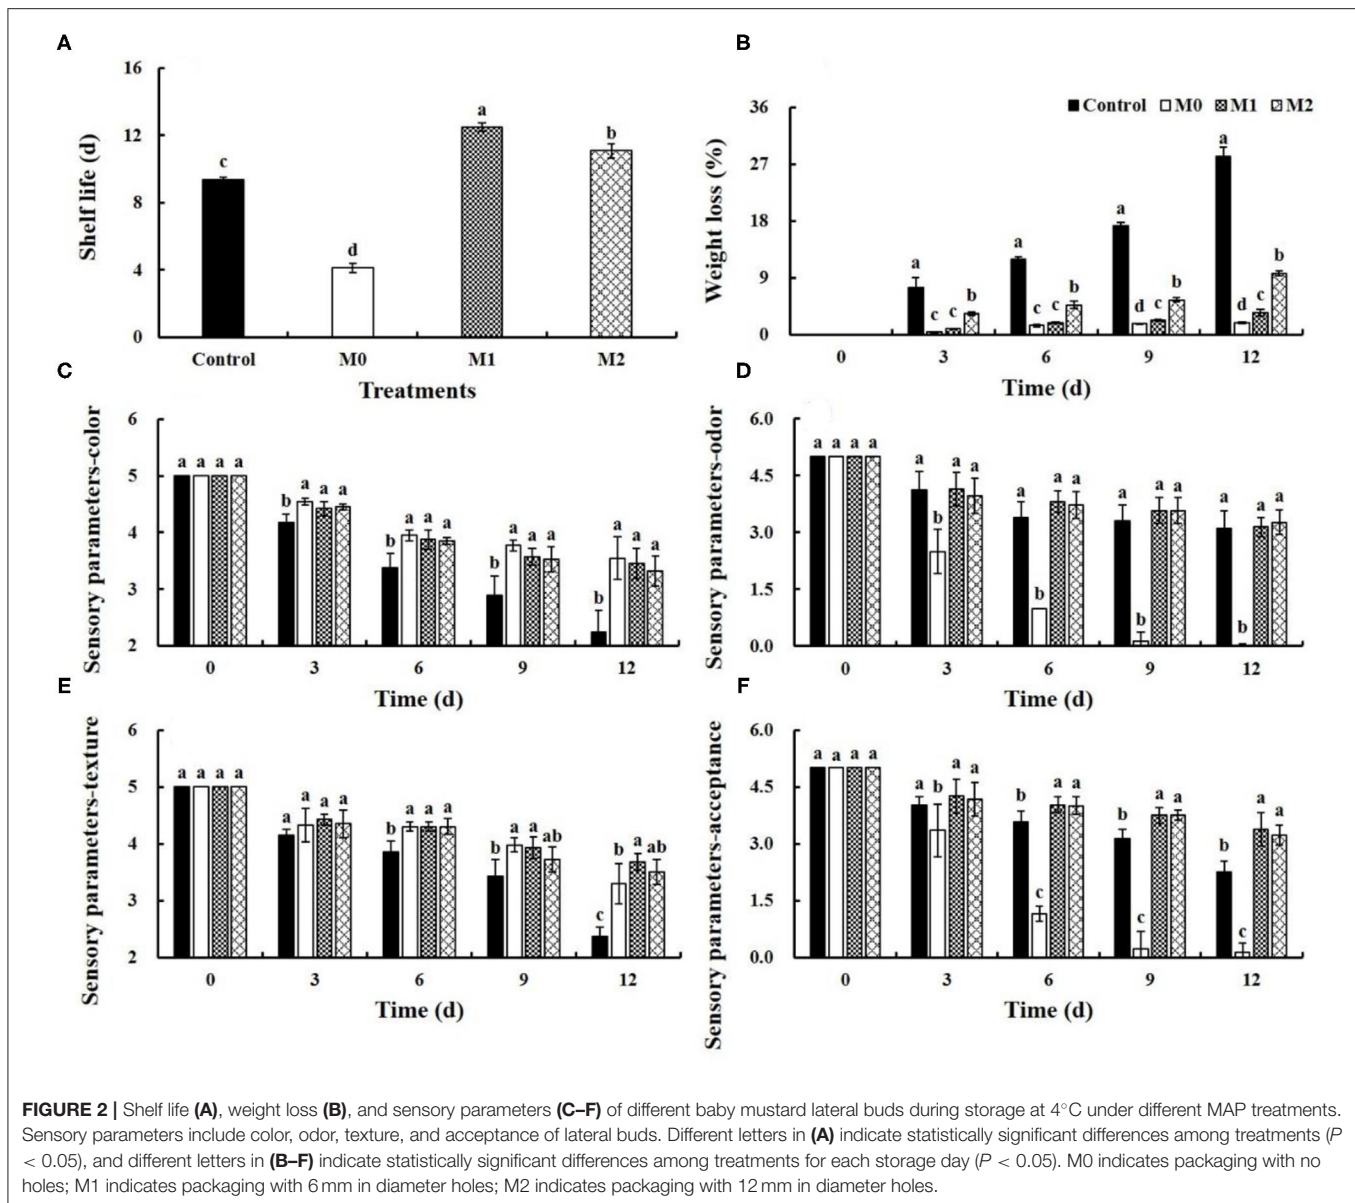 A
16
12
8
4
0
Shelf life (d)
c
d
a
b
Control M0 M1 M2
Treatments
B
36
27
18
9
0
Weight loss (%)
Control M0 M1 M2
a c c b
a c c b
a d c b
a d c b
0 3 6 9 12
Time (d)
C
6
5
4
3
2
Sensory parameters-color
a a a a
b a a a
b a a a
b a a a
b a a a
0 3 6 9 12
Time (d)
D
6.0
4.5
3.0
1.5
0.0
Sensory parameters-odor
a a a a
a b a a
a b a a
a b a a
a b a a
0 3 6 9 12
Time (d)
E
6
5
4
3
2
Sensory parameters-texture
a a a a
a a a a
b a a a
b a a ab
c b a ab
0 3 6 9 12
Time (d)
F
6.0
4.5
3.0
1.5
0.0
Sensory parameters-acceptance
a a a a
a b a a
b c a a
b c a a
b c a a
0 3 6 9 12
Time (d)
FIGURE 2 | Shelf life (A), weight loss (B), and sensory parameters (C–F) of different baby mustard lateral buds during storage at 4°C under different MAP treatments.
Sensory parameters include color, odor, texture, and acceptance of lateral buds. Different letters in (A) indicate statistically significant differences among treatments (P
< 0.05), and different letters in (B–F) indicate statistically significant differences among treatments for each storage day (P < 0.05). M0 indicates packaging with no
holes; M1 indicates packaging with 6 mm in diameter holes; M2 indicates packaging with 12 mm in diameter holes.